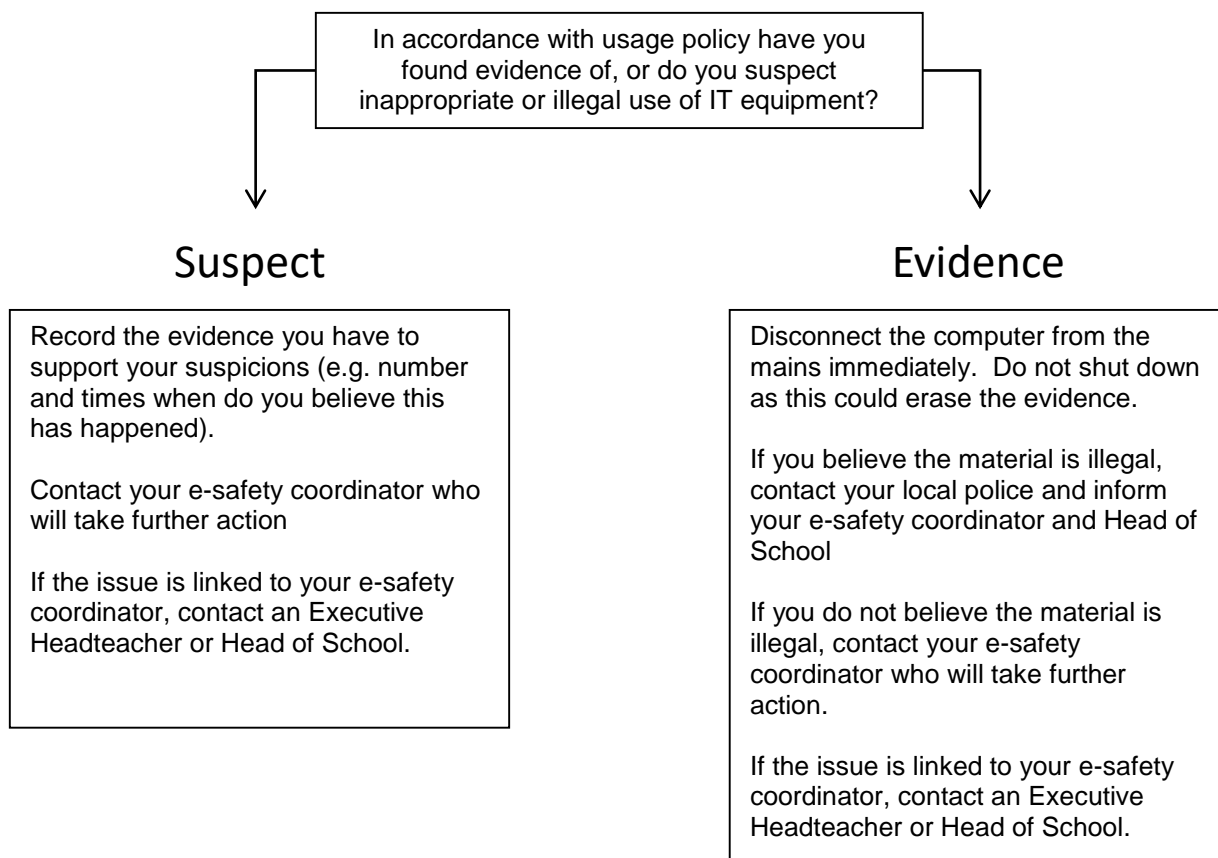 In accordance with usage policy have you
found evidence of, or do you suspect
inappropriate or illegal use of IT equipment?
Suspect
Record the evidence you have to
support your suspicions (e.g. number
and times when do you believe this
has happened).
Contact your e-safety coordinator who
will take further action
If the issue is linked to your e-safety
coordinator, contact an Executive
Headteacher or Head of School.
Evidence
Disconnect the computer from the
mains immediately.  Do not shut down
as this could erase the evidence.
If you believe the material is illegal,
contact your local police and inform
your e-safety coordinator and Head of
School
If you do not believe the material is
illegal, contact your e-safety
coordinator who will take further
action.
If the issue is linked to your e-safety
coordinator, contact an Executive
Headteacher or Head of School.